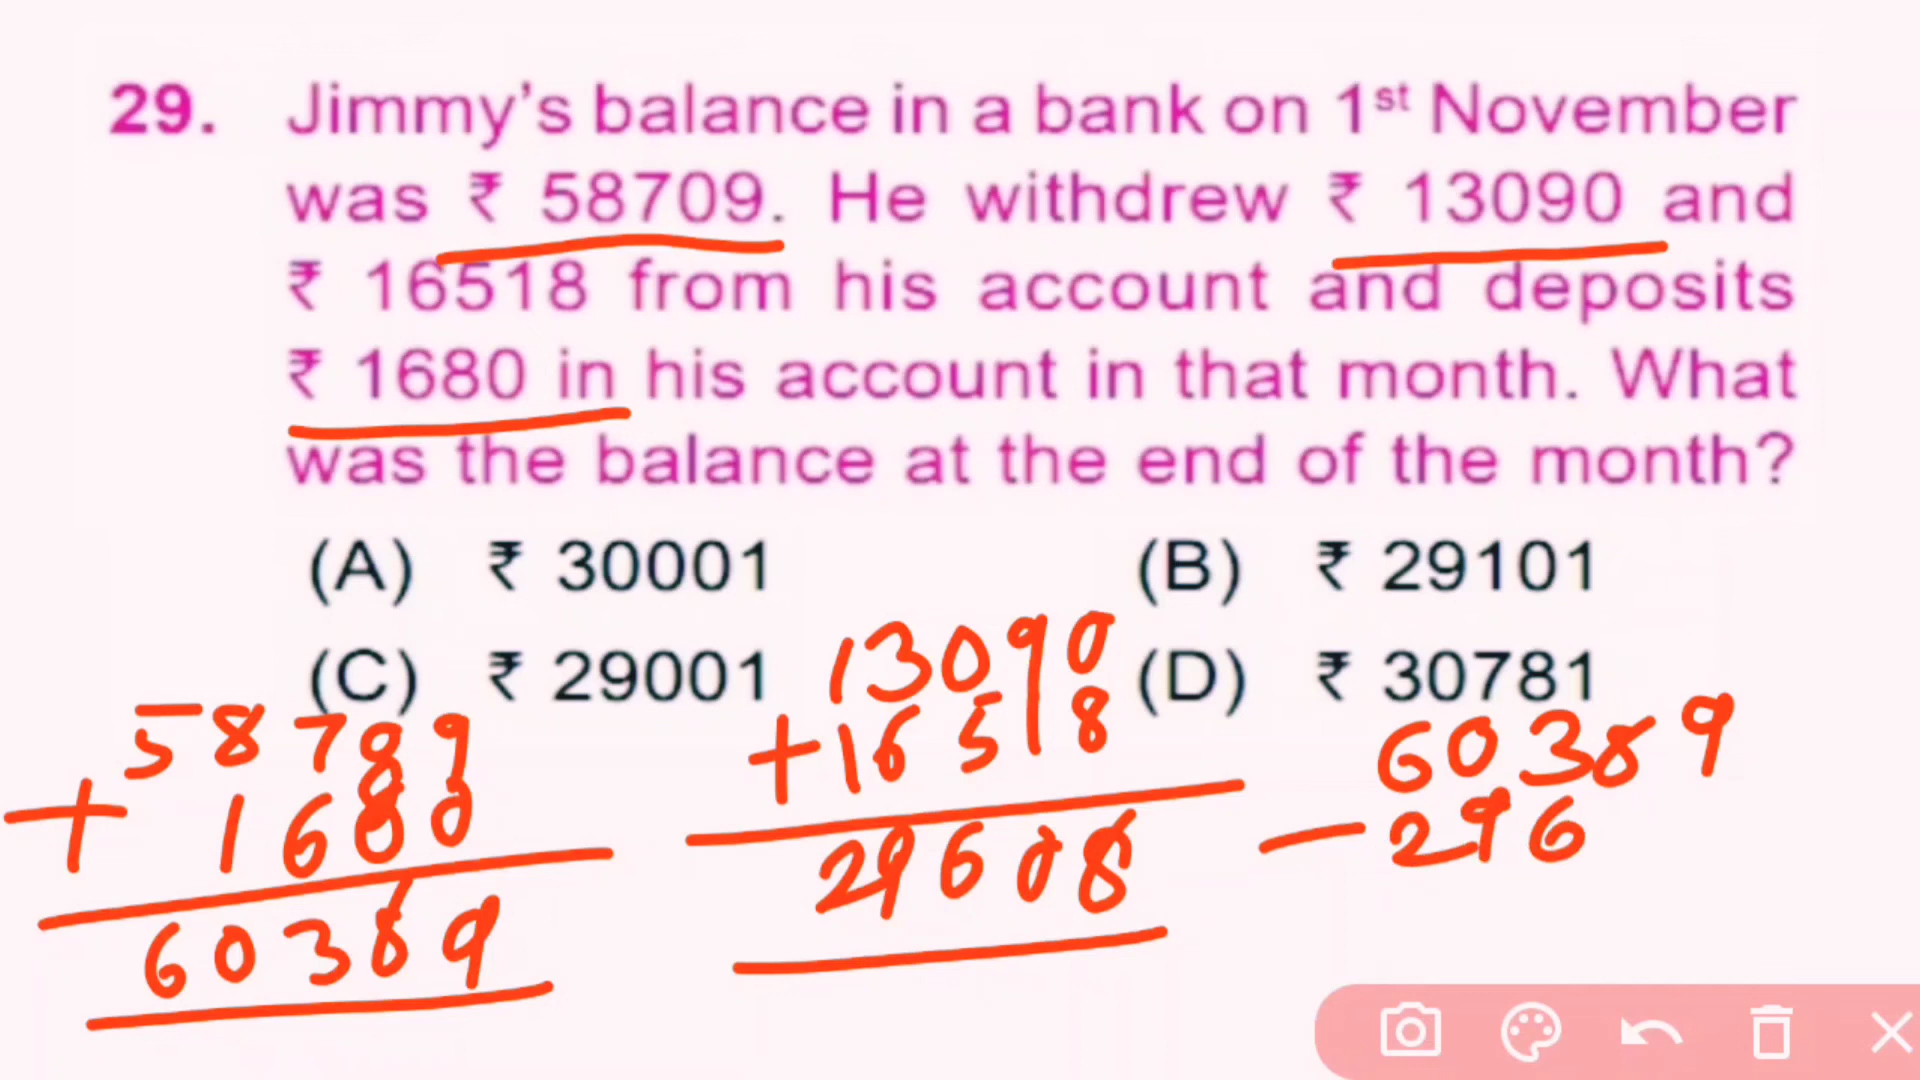 29. Jimmy's balance in a bank on 1st November
was ₹ 58709. He withdrew ₹ 13090 and
₹ 16518 from his account and deposits
₹ 1680 in his account in that month. What
was the balance at the end of the month?
(A) ₹ 30001 (B) ₹ 29101
(C) ₹ 29001 (D) ₹ 30781
13090
+16518
29608
58709
+ 1680
60389
60389
- 296